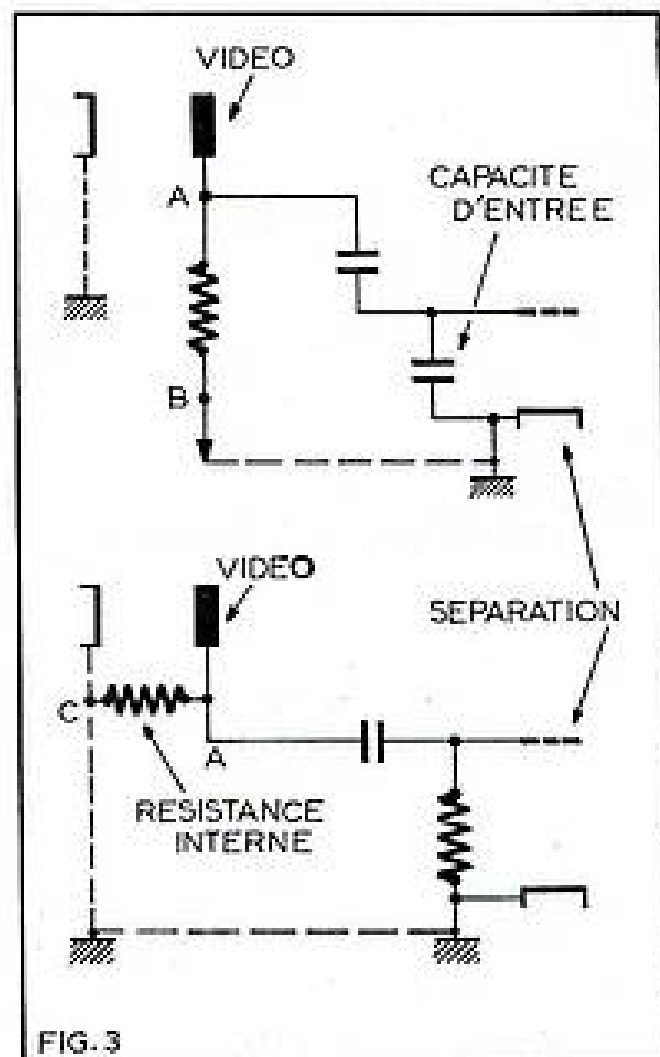 VIDEO
A
CAPACITE
D'ENTREE
B
VIDEO
SEPARATION
C
A
RESISTANCE
INTERNE
FIG.3